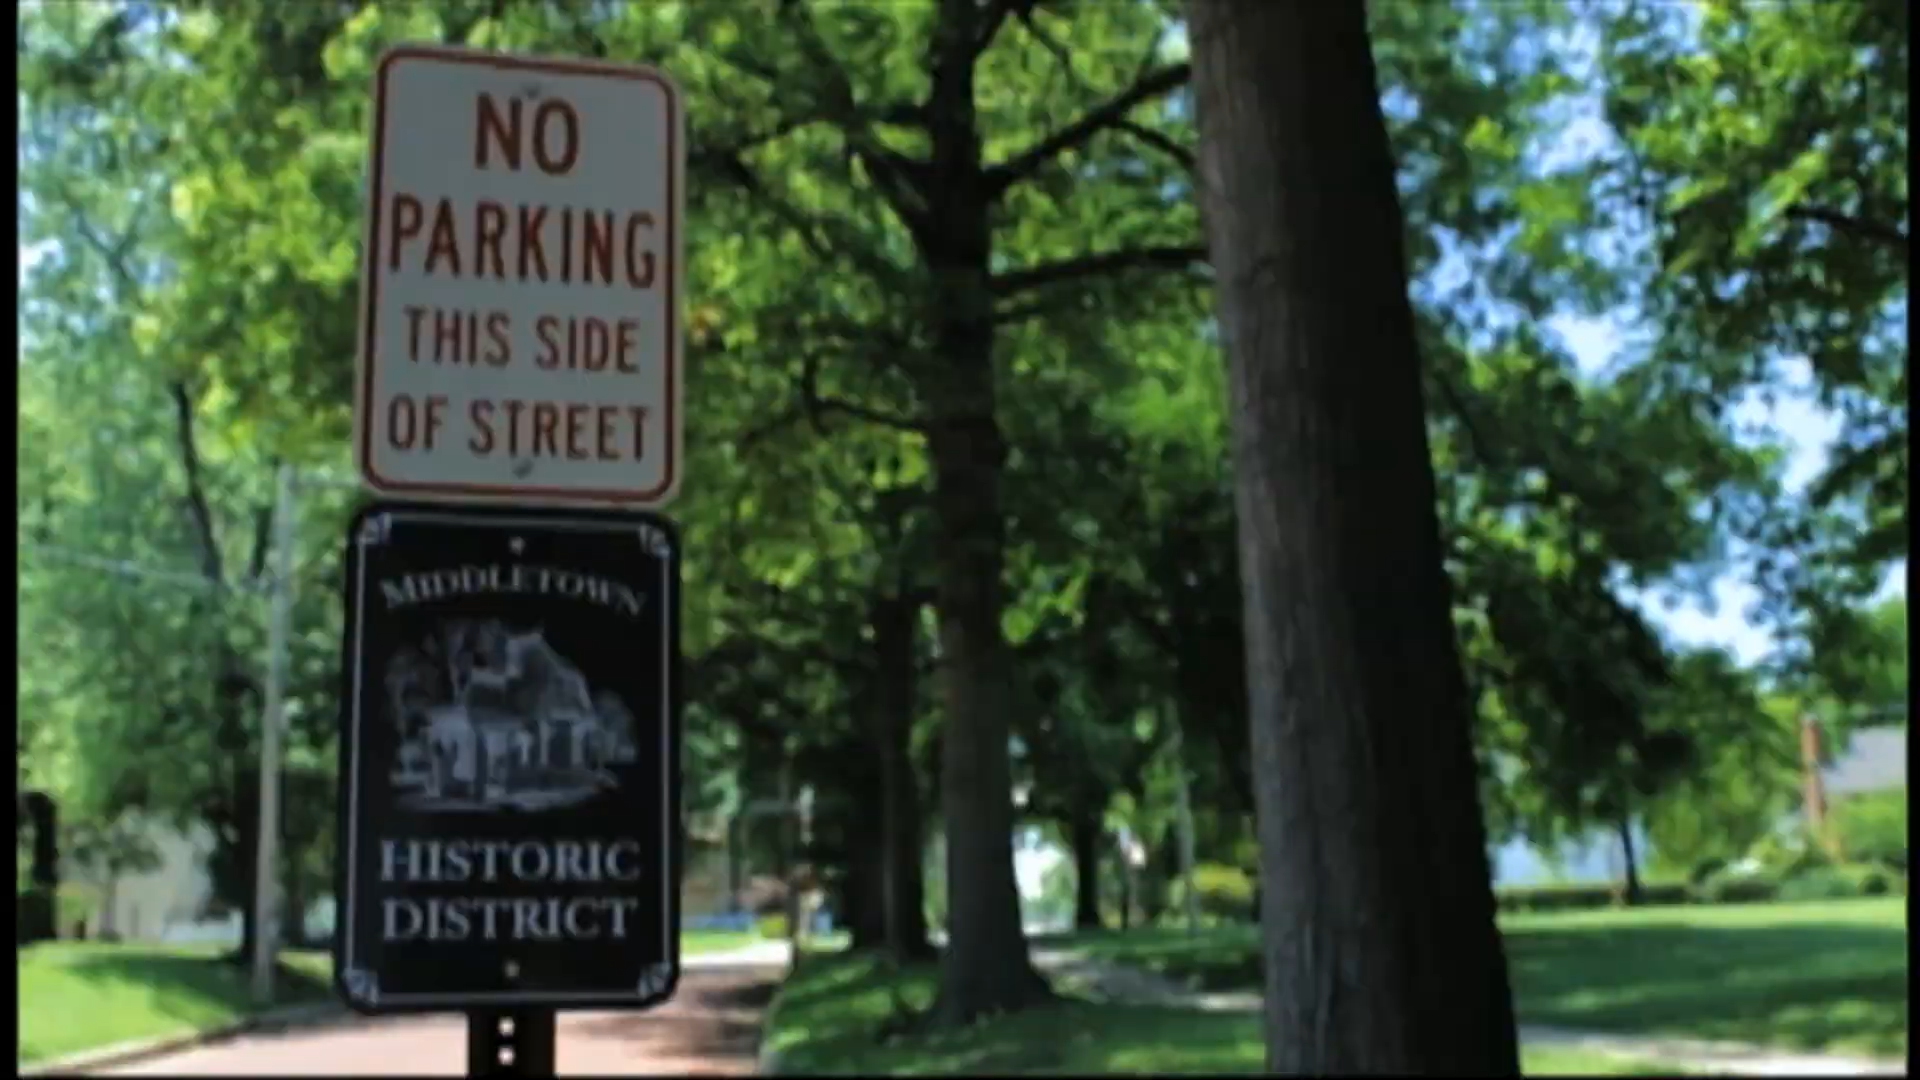 NO
PARKING
THIS SIDE
OF STREET
MIDDLETOWN
HISTORIC
DISTRICT